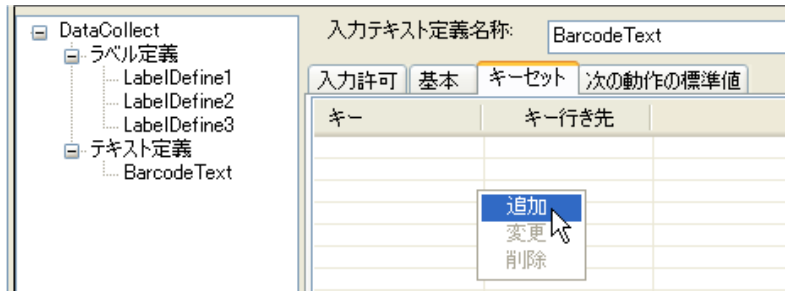 DataCollect
ラベル定義
LabelDefine1
LabelDefine2
LabelDefine3
テキスト定義
BarcodeText
入力テキスト定義名称:
BarcodeText
入力許可
基本
キーセット
次の動作の標準値
キー
キー行き先
追加
変更
削除